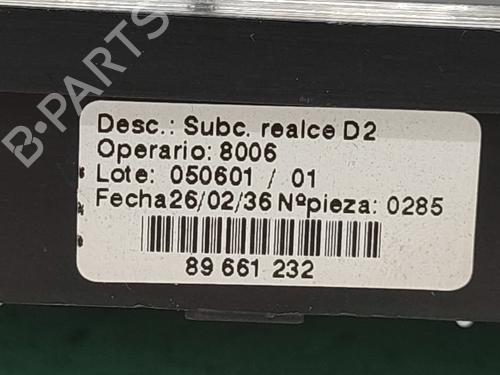 B-PARTS
Desc.: Subc. realce D2
Operario: 8006
Lote: 050601 / 01
Fecha26/02/36 Nºpieza: 0285
89 661 232